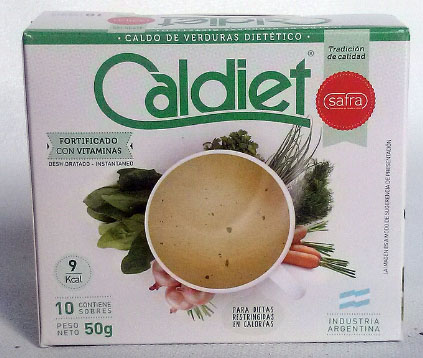 CALDO DE VERDURAS DIETÉTICO
Caldiet®
Tradición
de calidad
safra
FORTIFICADO
CON VITAMINAS
DESHIDRATADO - INSTANTANEO
9
Kcal
10 CONTIENE
SOBRES
PESO
NETO 50g
PARA DIETAS
RESTRINGIDAS
EN CALORÍAS
INDUSTRIA
ARGENTINA
LA IMAGEN ES A MODO DE SUGERENCIA DE PRESENTACIÓN